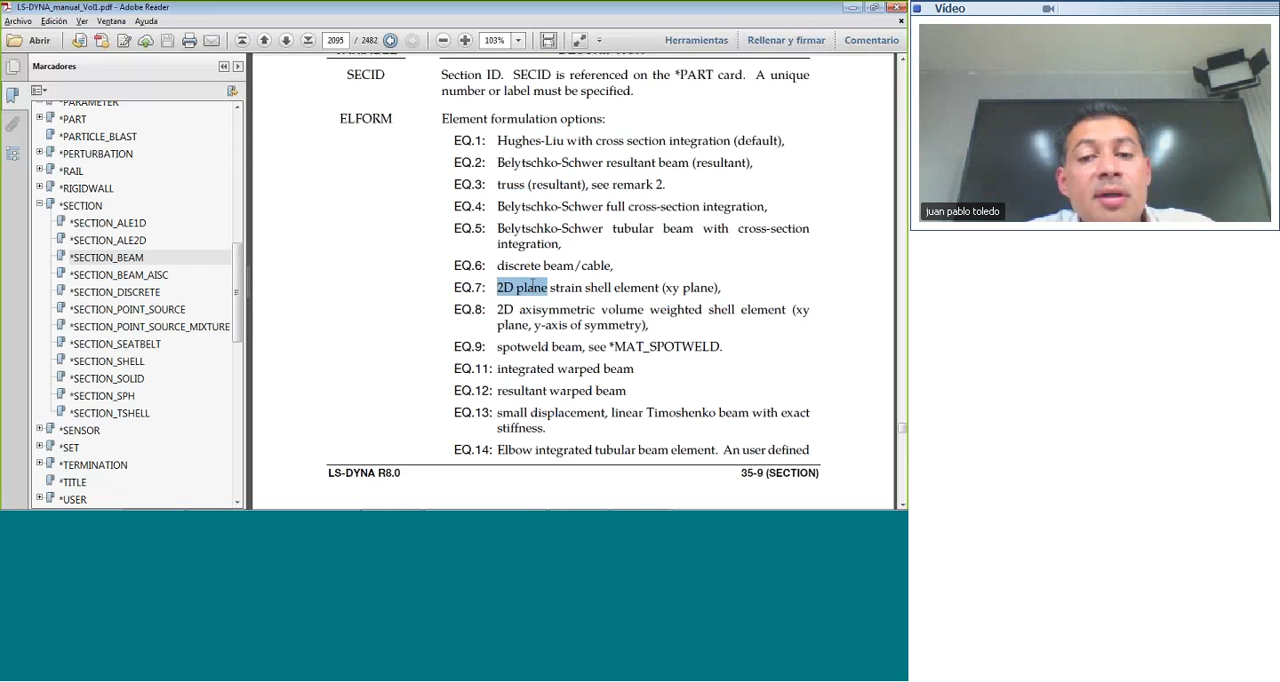 LS-DYNA_manual_Vol1.pdf - Adobe Reader
Archivo Edición Ver Ventana Ayuda
Abrir 2095 / 2482 103% Herramientas Rellenar y firmar Comentario
Marcadores
*PARAMETER
*PART
*PARTICLE_BLAST
*PERTURBATION
*RAIL
*RIGIDWALL
*SECTION
*SECTION_ALE1D
*SECTION_ALE2D
*SECTION_BEAM
*SECTION_BEAM_AISC
*SECTION_DISCRETE
*SECTION_POINT_SOURCE
*SECTION_POINT_SOURCE_MIXTURE
*SECTION_SEATBELT
*SECTION_SHELL
*SECTION_SOLID
*SECTION_SPH
*SECTION_TSHELL
*SENSOR
*SET
*TERMINATION
*TITLE
*USER
SECID Section ID. SECID is referenced on the *PART card. A unique
number or label must be specified.
ELFORM Element formulation options:
EQ.1: Hughes-Liu with cross section integration (default),
EQ.2: Belytschko-Schwer resultant beam (resultant),
EQ.3: truss (resultant), see remark 2.
EQ.4: Belytschko-Schwer full cross-section integration,
EQ.5: Belytschko-Schwer tubular beam with cross-section
integration,
EQ.6: discrete beam/cable,
EQ.7: 2D plane strain shell element (xy plane),
EQ.8: 2D axisymmetric volume weighted shell element (xy
plane, y-axis of symmetry),
EQ.9: spotweld beam, see *MAT_SPOTWELD.
EQ.11: integrated warped beam
EQ.12: resultant warped beam
EQ.13: small displacement, linear Timoshenko beam with exact
stiffness.
EQ.14: Elbow integrated tubular beam element. An user defined
LS-DYNA R8.0 35-9 (SECTION)
Vídeo
juan pablo toledo